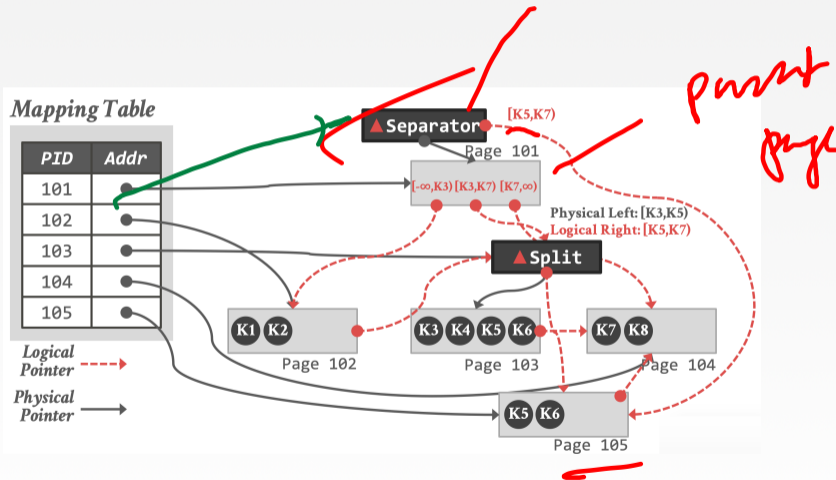 Mapping Table
PID Addr
101
102
103
104
105
Logical Pointer
Physical Pointer
▲Separator
[K5,K7)
Page 101
[-∞,K3) [K3,K7) [K7,∞)
Physical Left: [K3,K5)
Logical Right: [K5,K7)
▲Split
K1 K2
Page 102
K3 K4 K5 K6
Page 103
K7 K8
Page 104
K5 K6
Page 105
page